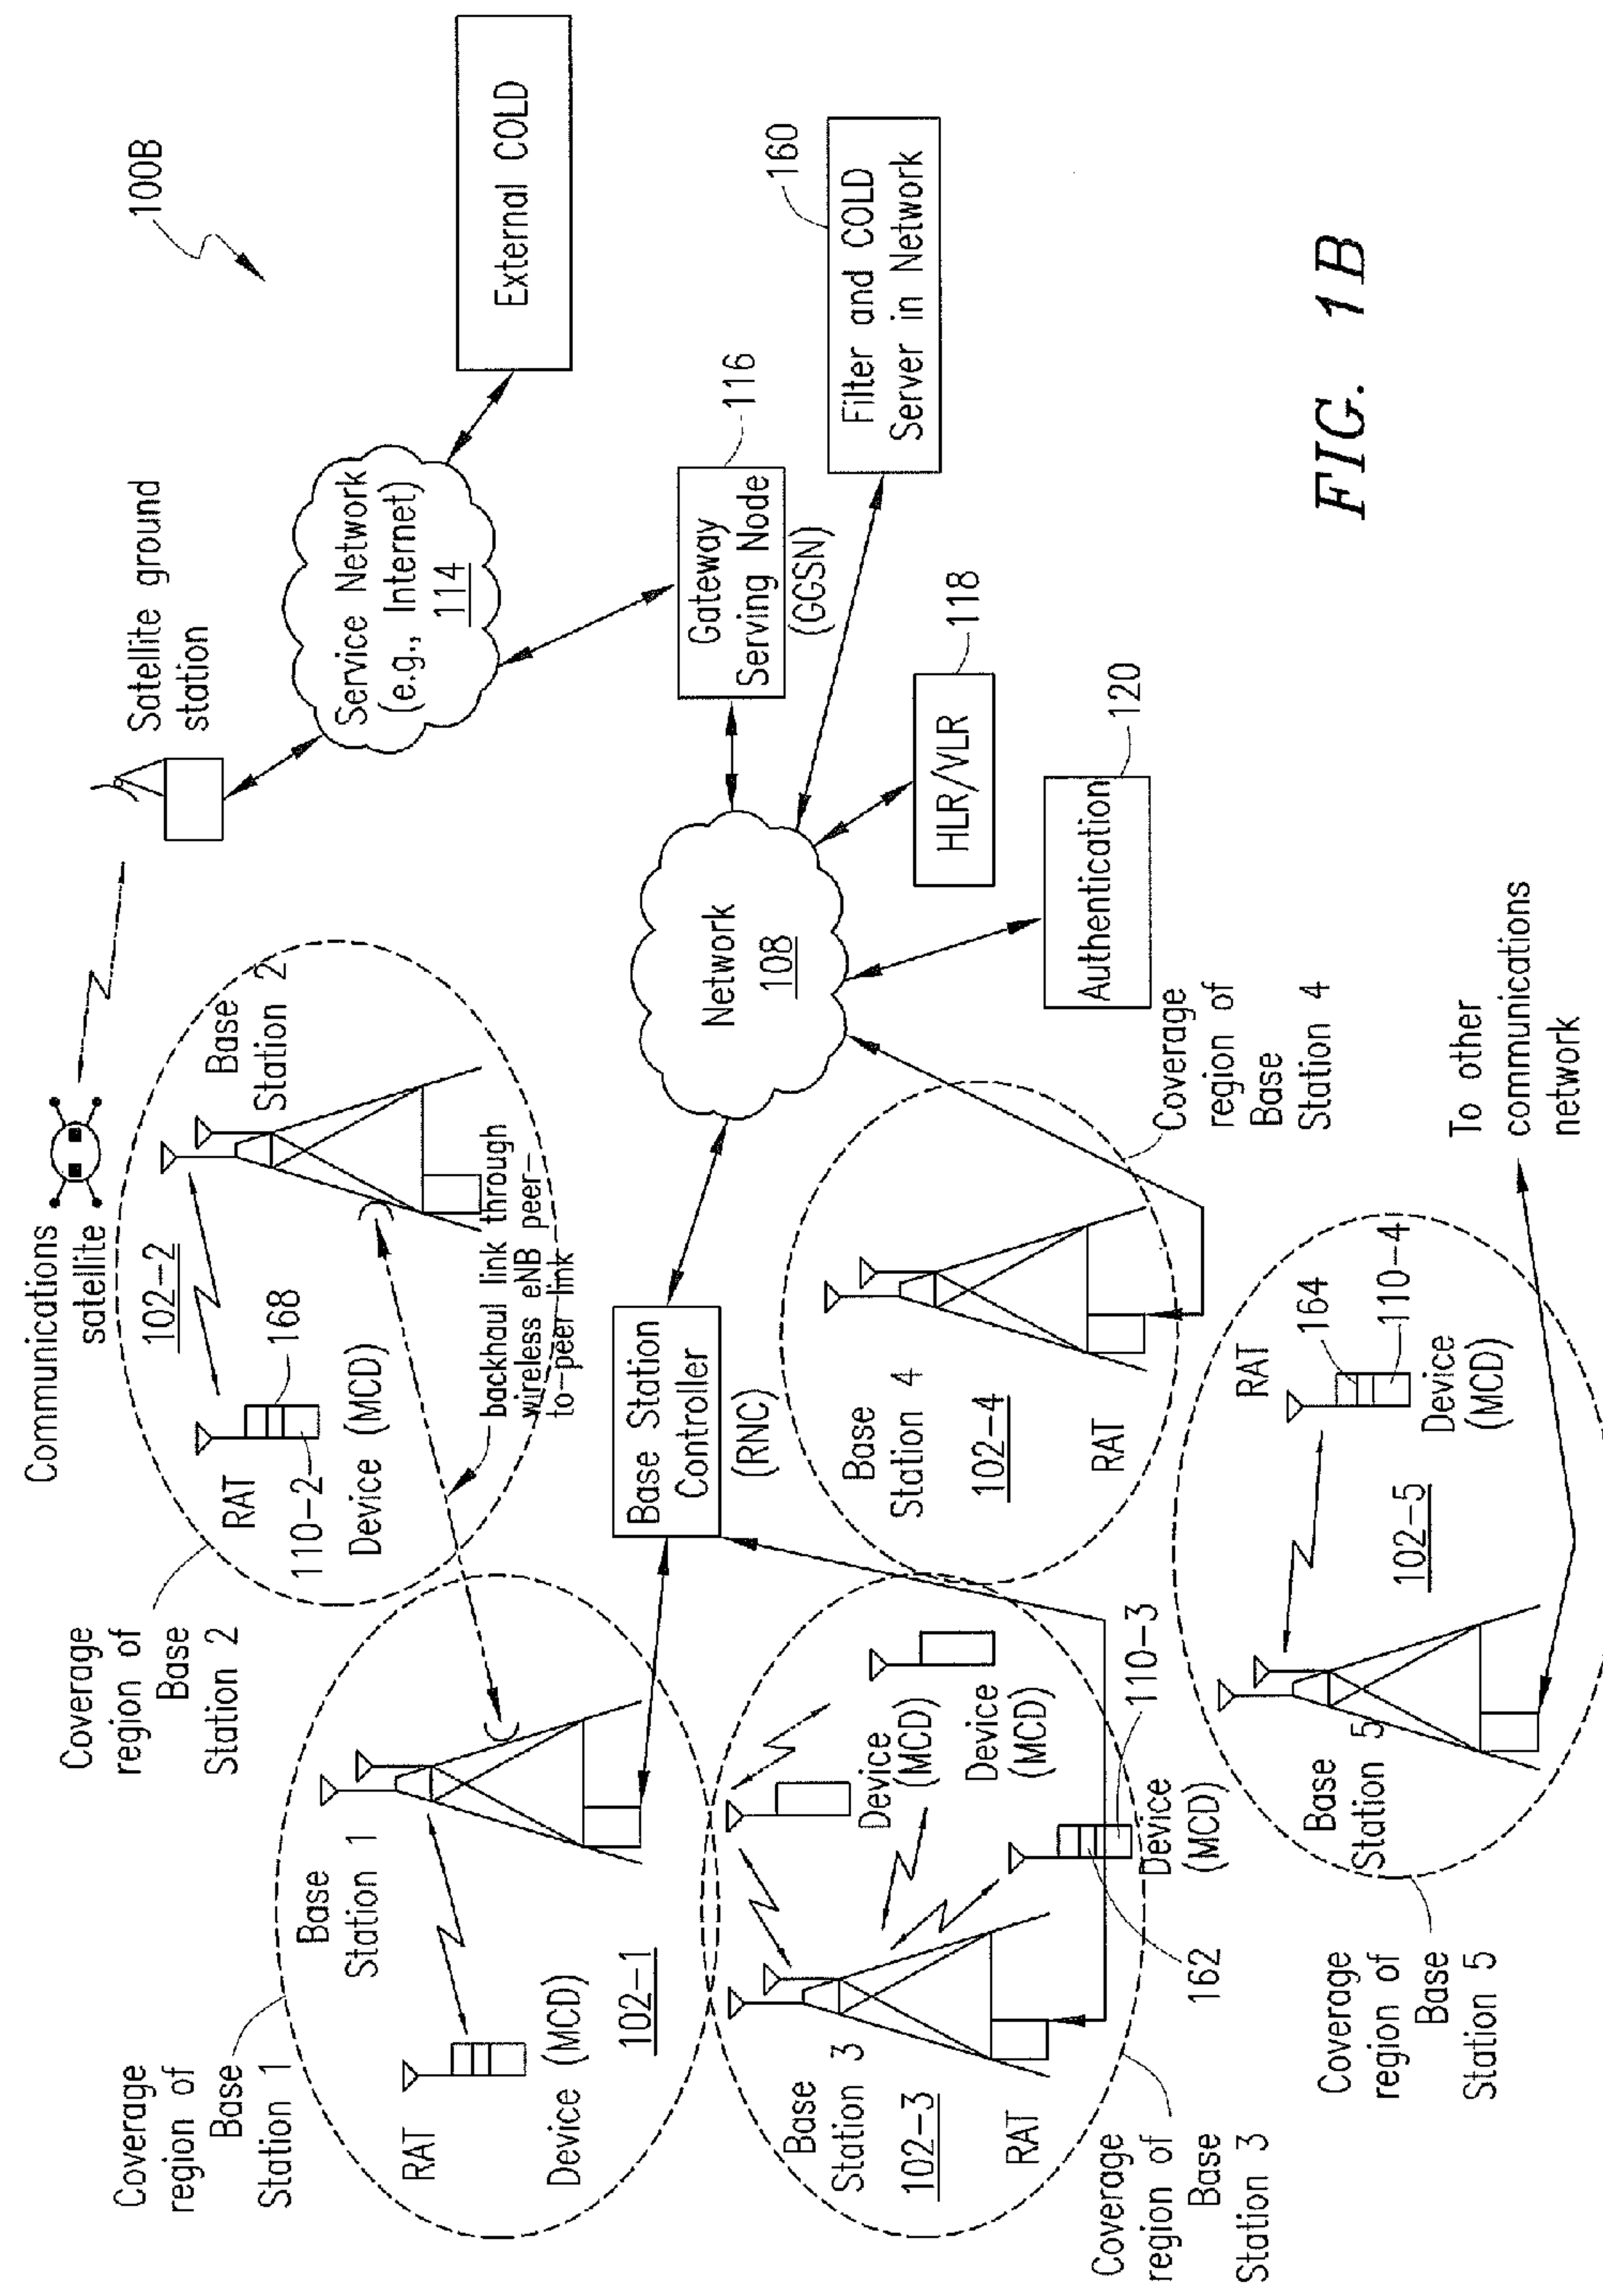 100B
External COLD
Communications
satellite
Satellite ground
station
Service Network
(e.g., Internet)
114
Coverage
region of
Base
Station 2
102-2
Base
Station 2
168
RAT
110-2
Device (MCD)
backhaul link through
wireless eNB peer-
to-peer link
Gateway
Serving Node
(GGSN)
116
Filter and COLD
Server in Network
160
Network
108
HLR/VLR
118
Authentication
120
Base Station
Controller
(RNC)
Coverage
region of
Base
Station 1
Base
Station 1
RAT
Device (MCD)
102-1
Base
Station 4
102-4
RAT
Coverage
region of
Base
Station 4
Base
Station 3
102-3
RAT
Device
(MCD)
Device
(MCD)
110-3
Device
(MCD)
162
Coverage
region of
Base
Station 3
To other
communications
network
RAT
164
110-4
Device
(MCD)
102-5
Base
Station 5
Coverage
region of
Base
Station 5
FIG. 1B